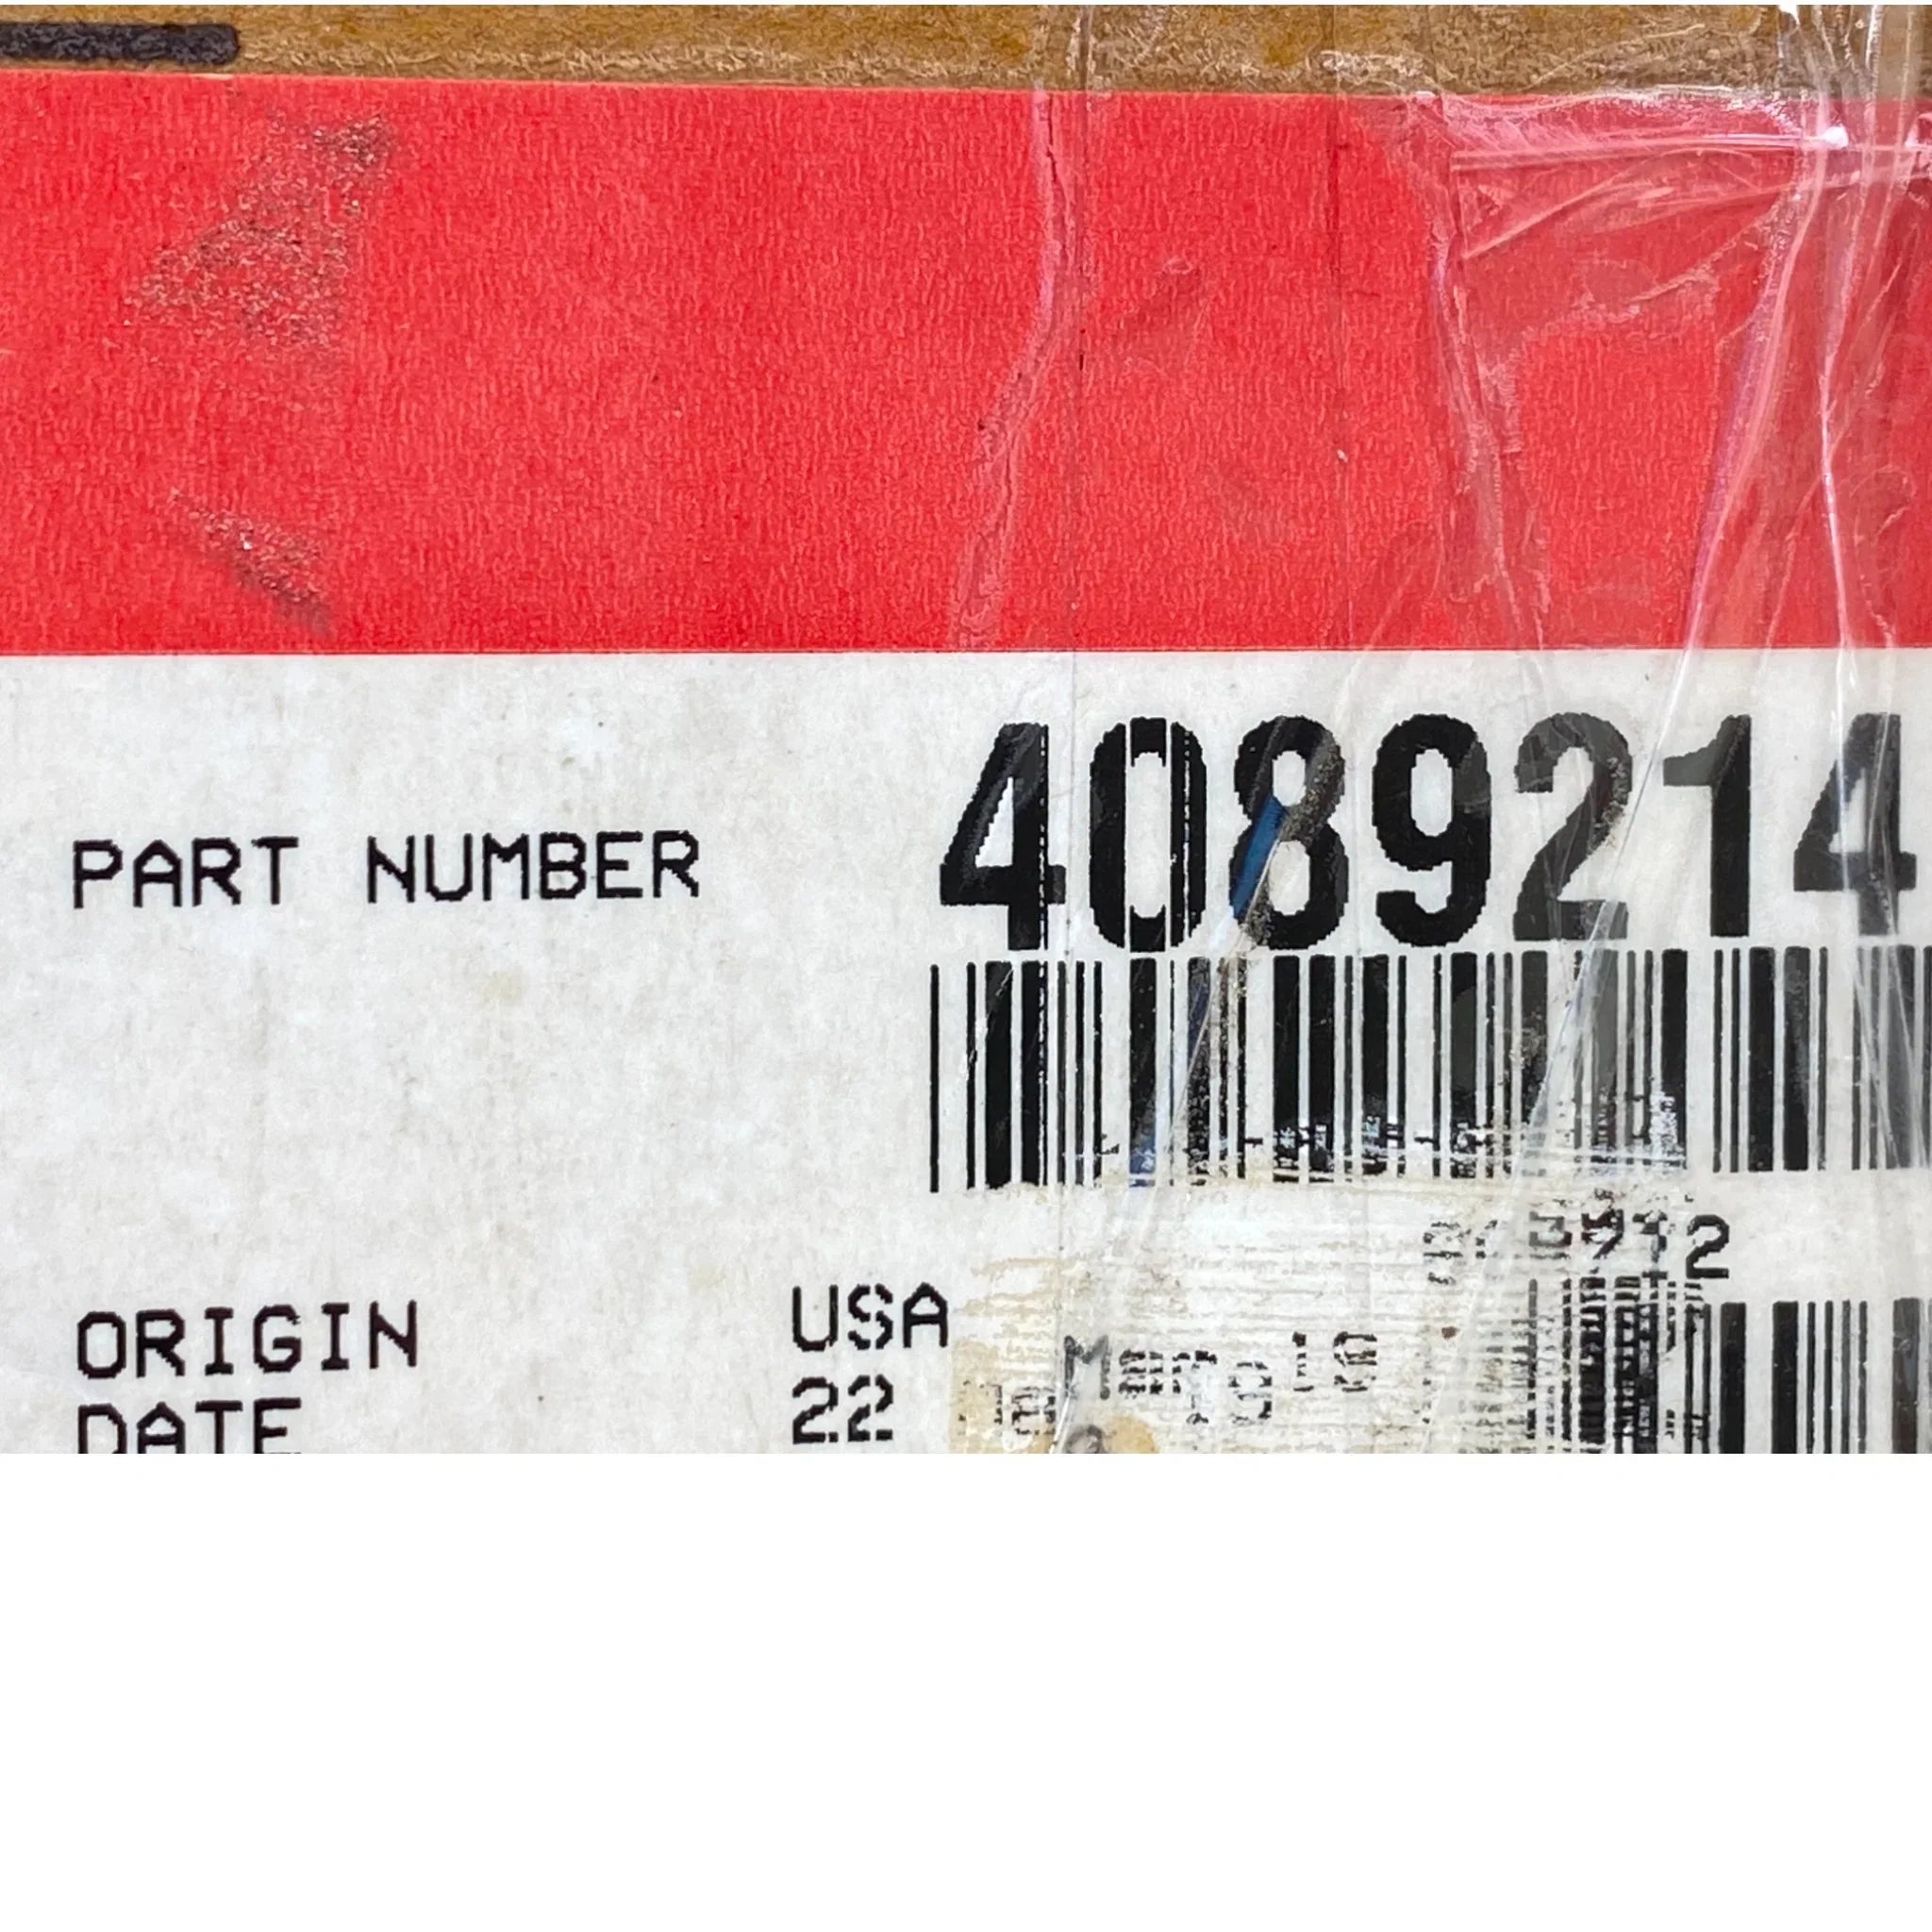 PART NUMBER 4089214
ORIGIN USA
DATE 22